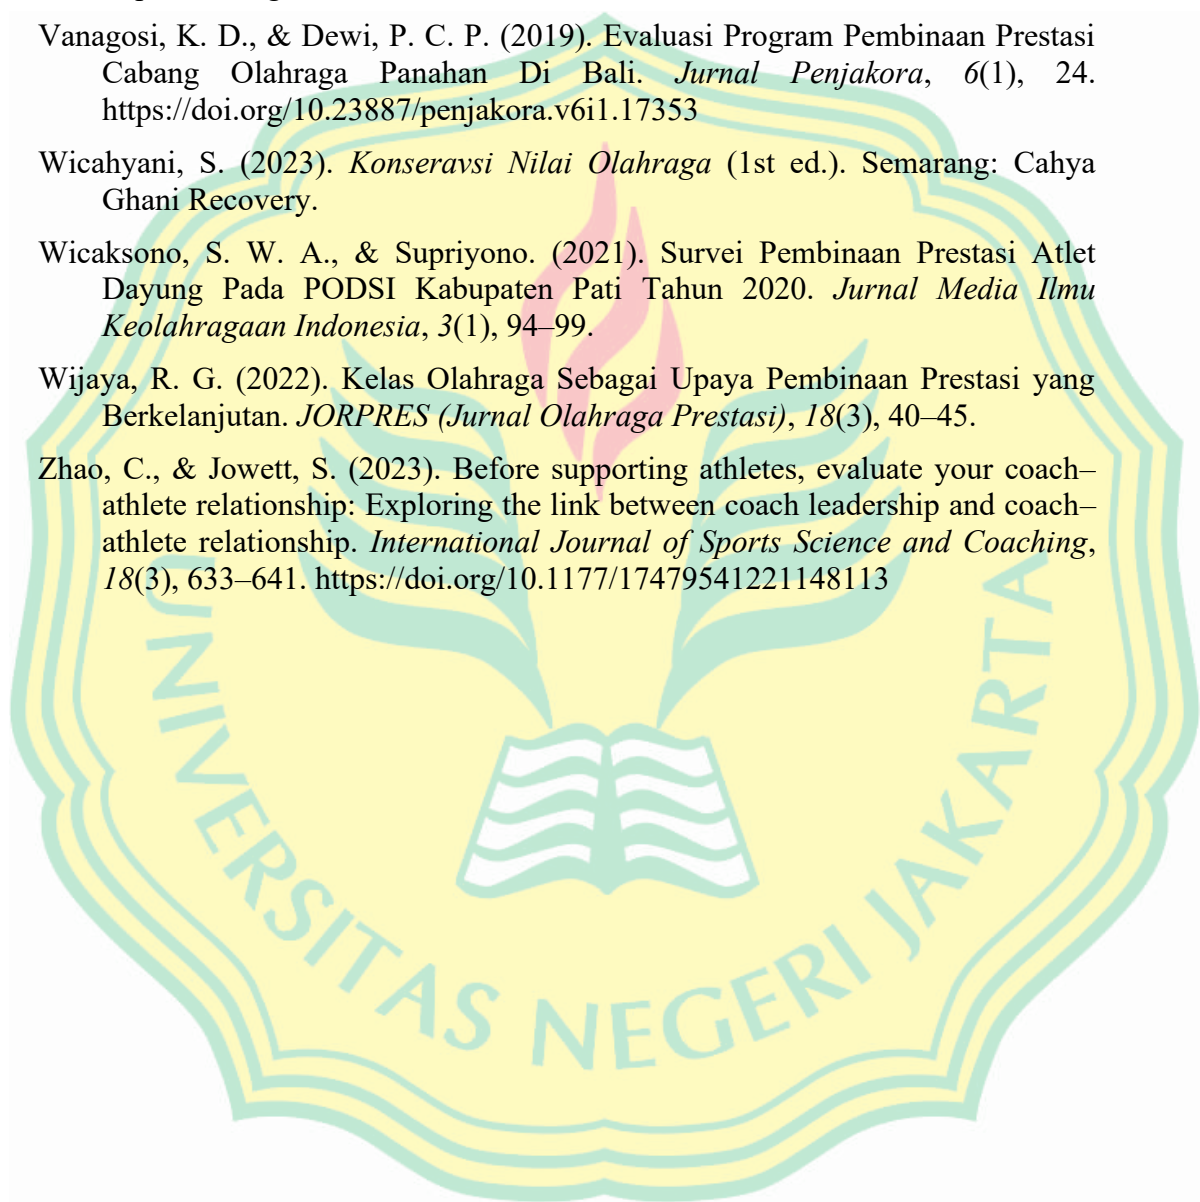 Vanagosi, K. D., & Dewi, P. C. P. (2019). Evaluasi Program Pembinaan Prestasi
Cabang Olahraga Panahan Di Bali. Jurnal Penjakora, 6(1), 24.
https://doi.org/10.23887/penjakora.v6i1.17353
Wicahyani, S. (2023). Konseravsi Nilai Olahraga (1st ed.). Semarang: Cahya
Ghani Recovery.
Wicaksono, S. W. A., & Supriyono. (2021). Survei Pembinaan Prestasi Atlet
Dayung Pada PODSI Kabupaten Pati Tahun 2020. Jurnal Media Ilmu
Keolahragaan Indonesia, 3(1), 94–99.
Wijaya, R. G. (2022). Kelas Olahraga Sebagai Upaya Pembinaan Prestasi yang
Berkelanjutan. JORPRES (Jurnal Olahraga Prestasi), 18(3), 40–45.
Zhao, C., & Jowett, S. (2023). Before supporting athletes, evaluate your coach–
athlete relationship: Exploring the link between coach leadership and coach–
athlete relationship. International Journal of Sports Science and Coaching,
18(3), 633–641. https://doi.org/10.1177/17479541221148113
UNIVERSITAS NEGERI JAKARTA